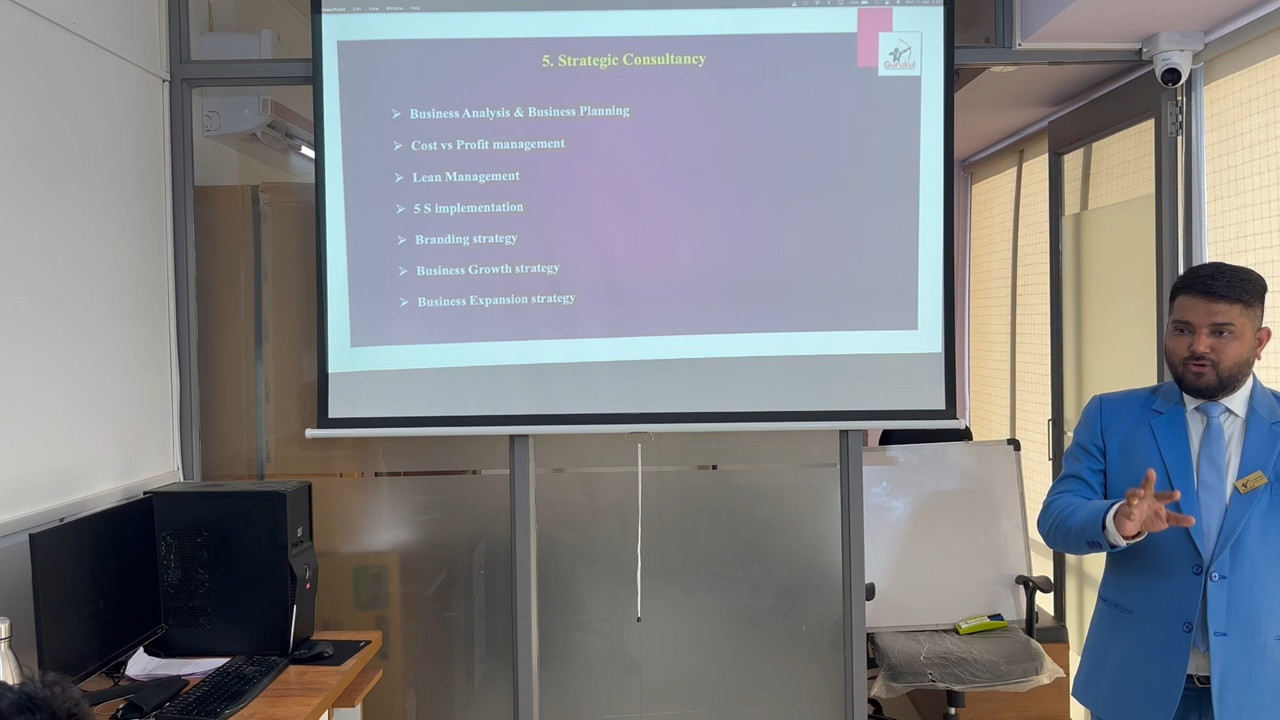 5. Strategic Consultancy
Gurukul
➢ Business Analysis & Business Planning
➢ Cost vs Profit management
➢ Lean Management
➢ 5 S implementation
➢ Branding strategy
➢ Business Growth strategy
➢ Business Expansion strategy